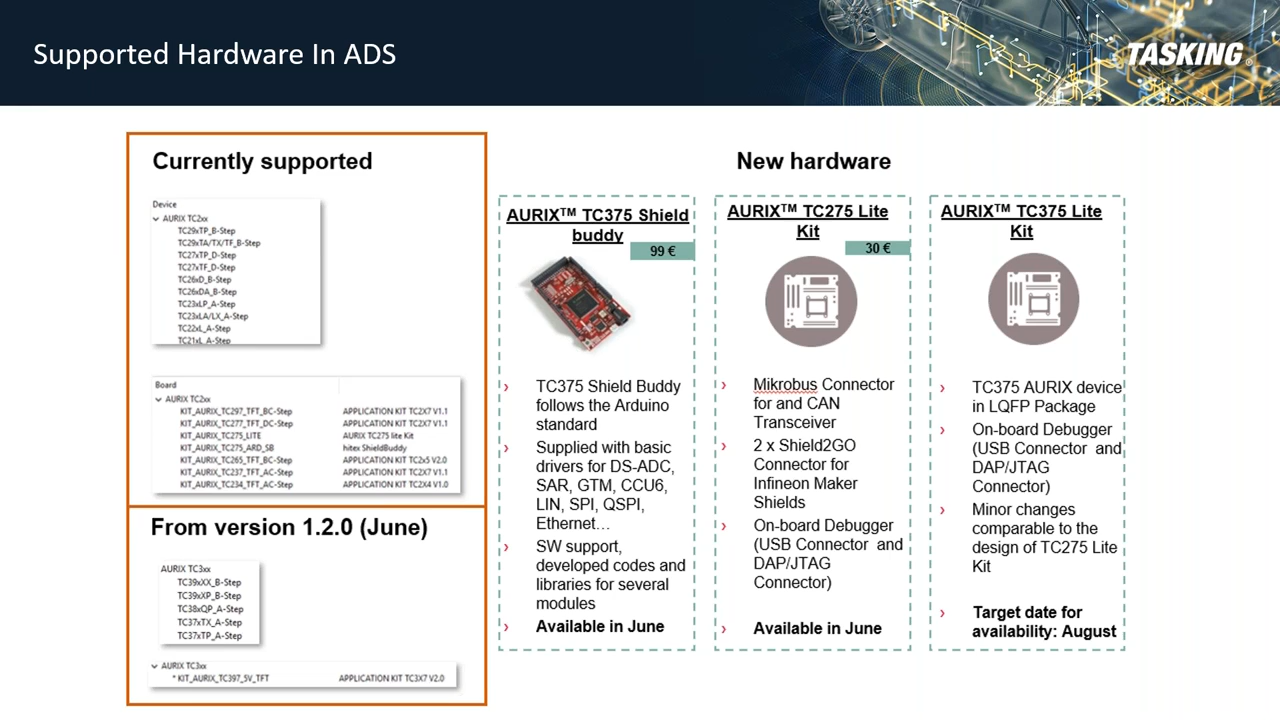 Supported Hardware In ADS
TASKING®
Currently supported
Device
AURIX TC2xx
TC29xTP_B-Step
TC29xTA/TX/TF_B-Step
TC27xTP_D-Step
TC27xTF_D-Step
TC26xD_B-Step
TC26xDA_B-Step
TC23xLP_A-Step
TC23xLA/LX_A-Step
TC22xL_A-Step
TC21xL_A-Step
Board
AURIX TC2xx
KIT_AURIX_TC297_TFT_BC-Step APPLICATION KIT TC2X7 V1.1
KIT_AURIX_TC277_TFT_DC-Step APPLICATION KIT TC2X7 V1.1
KIT_AURIX_TC275_LITE AURIX TC275 lite Kit
KIT_AURIX_TC275_ARD_SB hitex ShieldBuddy
KIT_AURIX_TC265_TFT_BC-Step APPLICATION KIT TC2x5 V2.0
KIT_AURIX_TC237_TFT_AC-Step APPLICATION KIT TC2X7 V1.1
KIT_AURIX_TC234_TFT_AC-Step APPLICATION KIT TC2X4 V1.0
From version 1.2.0 (June)
AURIX TC3xx
TC39xXX_B-Step
TC39xXP_B-Step
TC38xQP_A-Step
TC37xTX_A-Step
TC37xTP_A-Step
AURIX TC3xx
* KIT_AURIX_TC397_5V_TFT APPLICATION KIT TC3X7 V2.0
New hardware
AURIX™ TC375 Shield
buddy
99 €
› TC375 Shield Buddy
follows the Arduino
standard
› Supplied with basic
drivers for DS-ADC,
SAR, GTM, CCU6,
LIN, SPI, QSPI,
Ethernet…
› SW support,
developed codes and
libraries for several
modules
› Available in June
AURIX™ TC275 Lite
Kit
30 €
› Mikrobus Connector
for and CAN
Transceiver
› 2 x Shield2GO
Connector for
Infineon Maker
Shields
› On-board Debugger
(USB Connector and
DAP/JTAG
Connector)
› Available in June
AURIX™ TC375 Lite
Kit
› TC375 AURIX device
in LQFP Package
› On-board Debugger
(USB Connector and
DAP/JTAG
Connector)
› Minor changes
comparable to the
design of TC275 Lite
Kit
› Target date for
availability: August